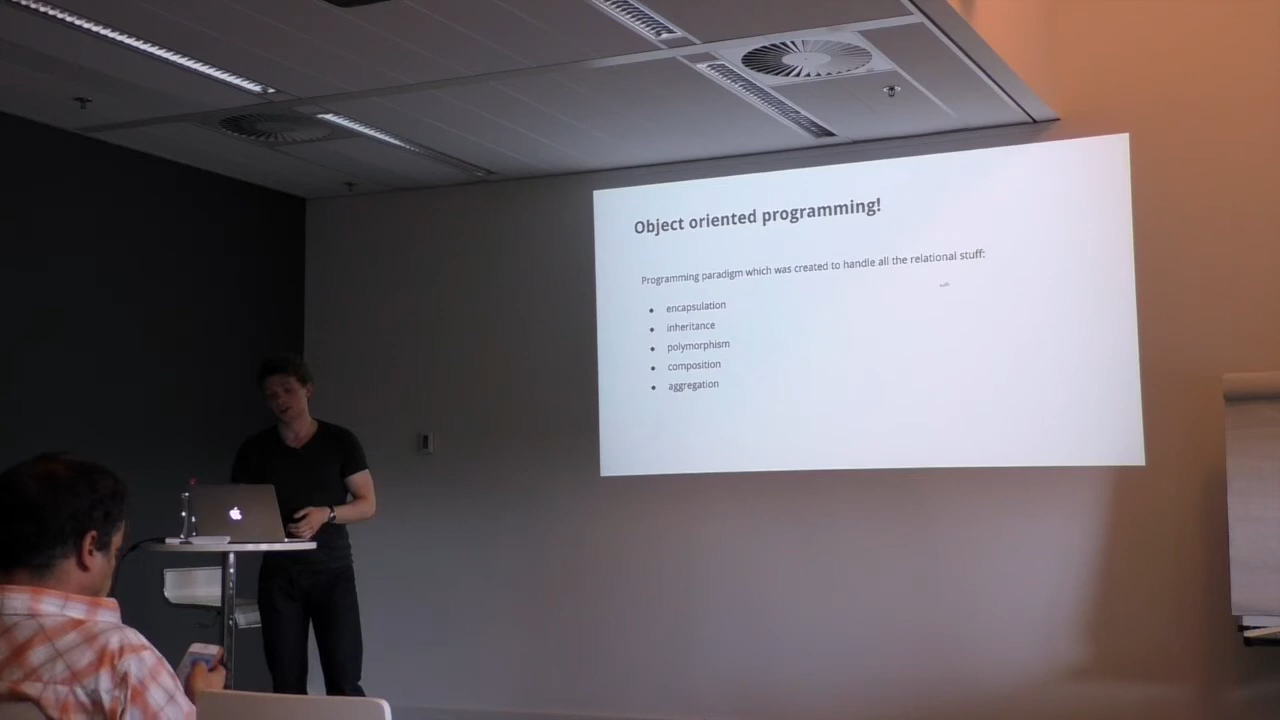 Object oriented programming!
Programming paradigm which was created to handle all the relational stuff:
encapsulation
inheritance
polymorphism
composition
aggregation